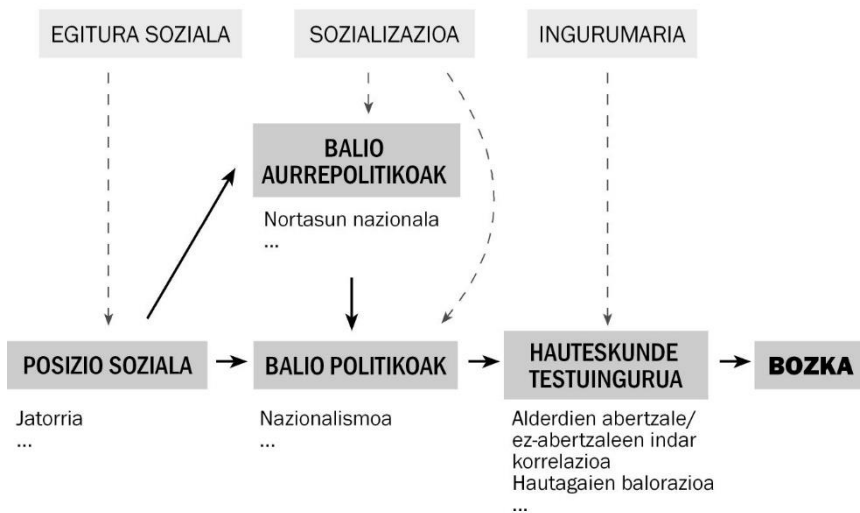 EGITURA SOZIALA
SOZIALIZAZIOA
INGURUMARIA
BALIO
AURREPOLITIKOAK
Nortasun nazionala
...
POSIZIO SOZIALA
Jatorria
...
BALIO POLITIKOAK
Nazionalismoa
...
HAUTESKUNDE
TESTUINGURUA
Alderdien abertzale/
ez-abertzaleen indar
korrelazioa
Hautagaien balorazioa
...
BOZKA